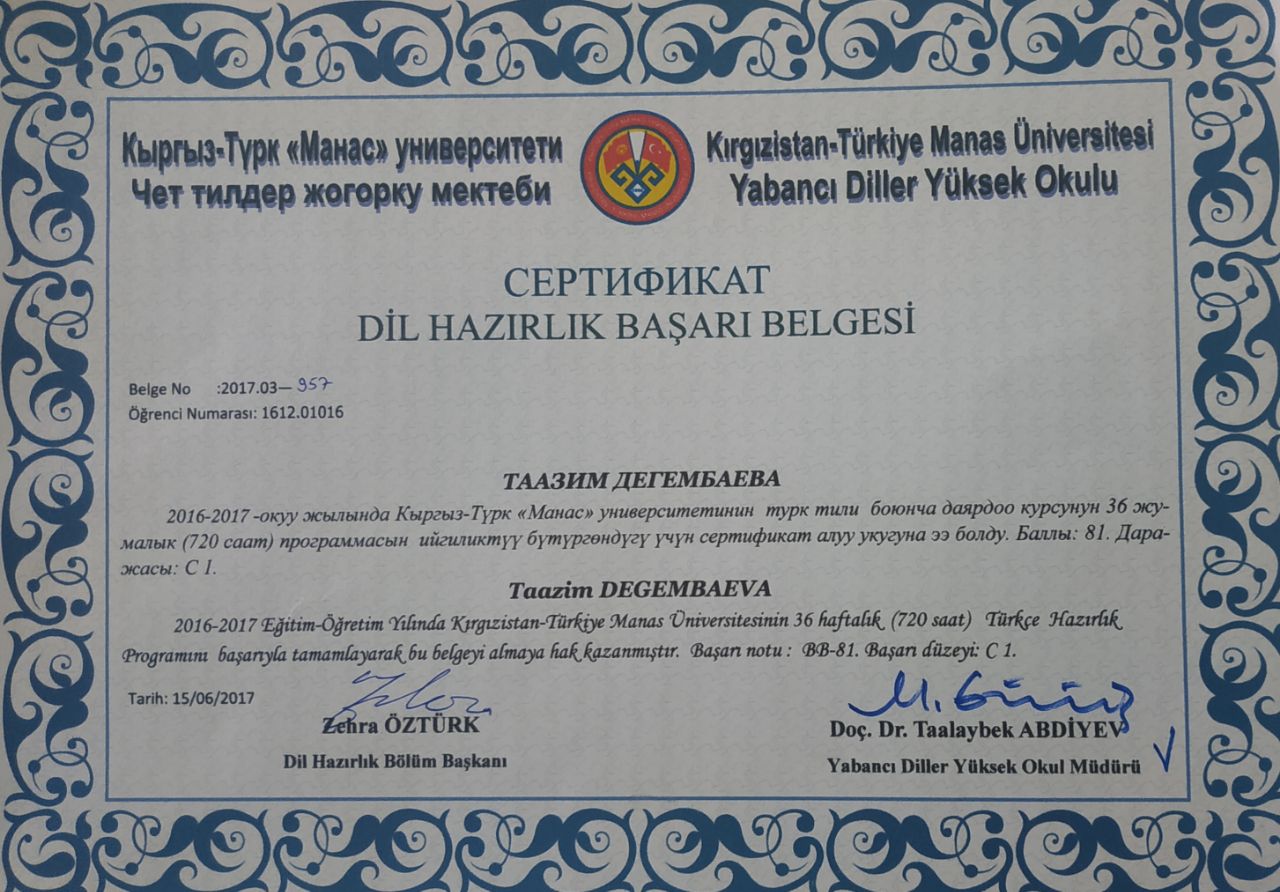 Кыргыз-Түрк «Манас» университети
Чет тилдер жогорку мектеби
Kırgızistan-Türkiye Manas Üniversitesi
Yabancı Diller Yüksek Okulu
СЕРТИФИКАТ
DİL HAZIRLIK BAŞARI BELGESİ
Belge No :2017.03— 957
Öğrenci Numarası: 1612.01016
ТААЗИМ ДЕГЕМБАЕВА
2016-2017 -окуу жылында Кыргыз-Түрк «Манас» университетинин турк тили боюнча даярдоо курсунун 36 жу-
малык (720 саат) программасын ийгиликтүү бүтүргөндүгү үчүн сертификат алуу укугуна ээ болду. Баллы: 81. Дара-
жасы: C 1.
Taazim DEGEMBAEVA
2016-2017 Eğitim-Öğretim Yılında Kırgızistan-Türkiye Manas Üniversitesinin 36 haftalık (720 saat) Türkçe Hazırlık
Programını başarıyla tamamlayarak bu belgeyi almaya hak kazanmıştır. Başarı notu : BB-81. Başarı düzeyi: C 1.
Tarih: 15/06/2017
Zehra ÖZTÜRK
Dil Hazırlık Bölüm Başkanı
Doç. Dr. Taalaybek ABDİYEV
Yabancı Diller Yüksek Okul Müdürü